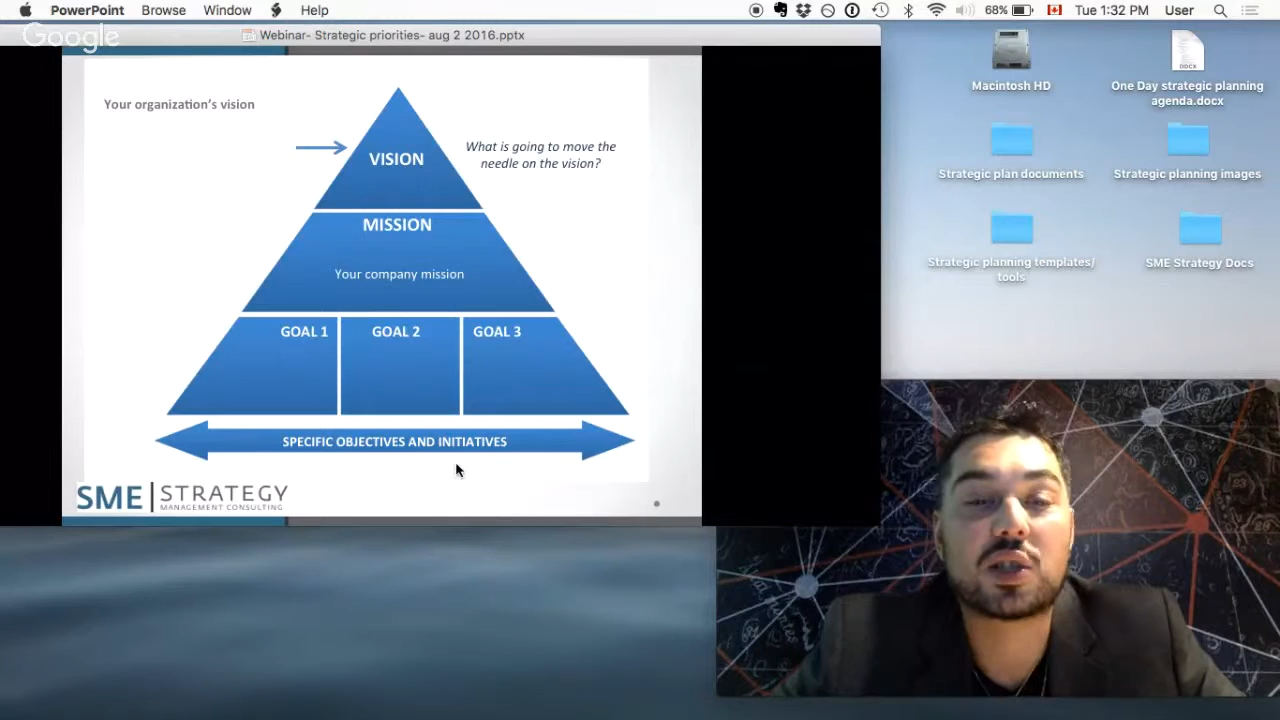 PowerPoint Browse Window Help
68% Tue 1:32 PM User
Google
Webinar- Strategic priorities- aug 2 2016.pptx
Your organization's vision
VISION
What is going to move the
needle on the vision?
MISSION
Your company mission
GOAL 1 GOAL 2 GOAL 3
SPECIFIC OBJECTIVES AND INITIATIVES
SME STRATEGY
MANAGEMENT CONSULTING
Macintosh HD
DOCX
One Day strategic planning
agenda.docx
Strategic plan documents
Strategic planning images
Strategic planning templates/
tools
SME Strategy Docs